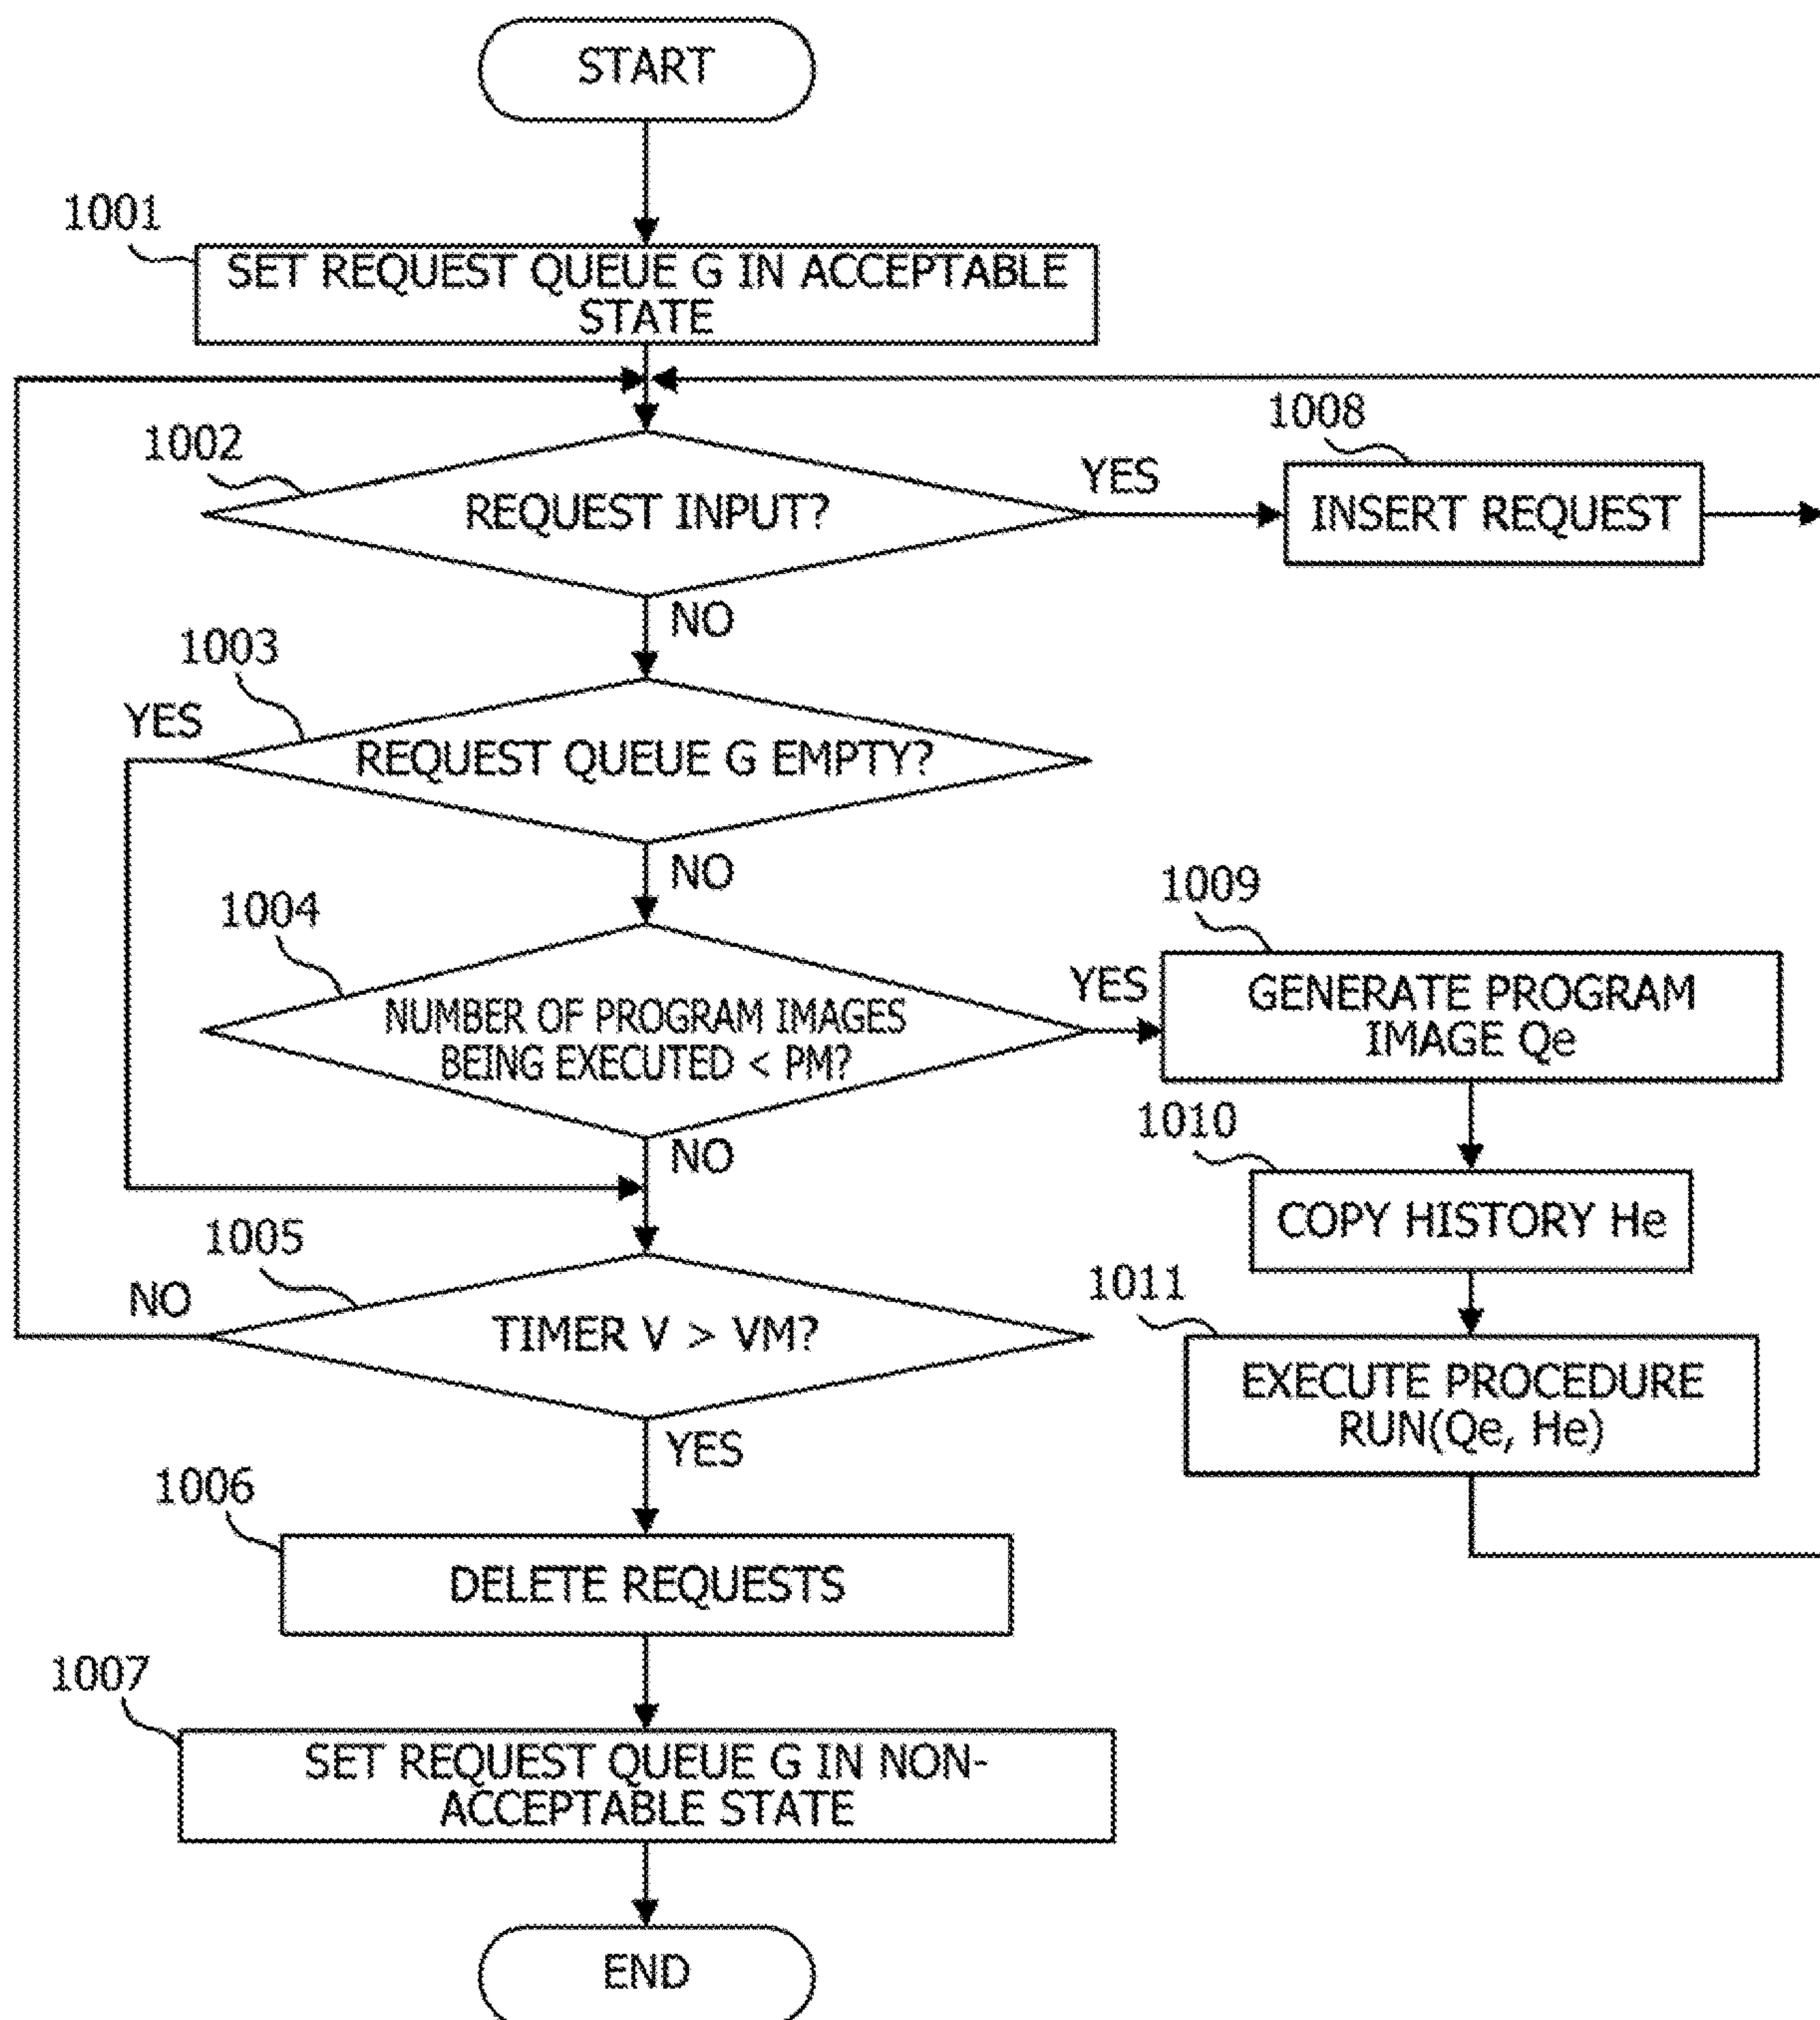 START
1001
SET REQUEST QUEUE G IN ACCEPTABLE
STATE
1002
REQUEST INPUT?
YES
1008
INSERT REQUEST
NO
1003
YES
REQUEST QUEUE G EMPTY?
NO
1004
NUMBER OF PROGRAM IMAGES
BEING EXECUTED < PM?
YES
1009
GENERATE PROGRAM
IMAGE Qe
NO
1010
COPY HISTORY He
1005
NO
TIMER V > VM?
1011
EXECUTE PROCEDURE
RUN(Qe, He)
YES
1006
DELETE REQUESTS
1007
SET REQUEST QUEUE G IN NON-
ACCEPTABLE STATE
END